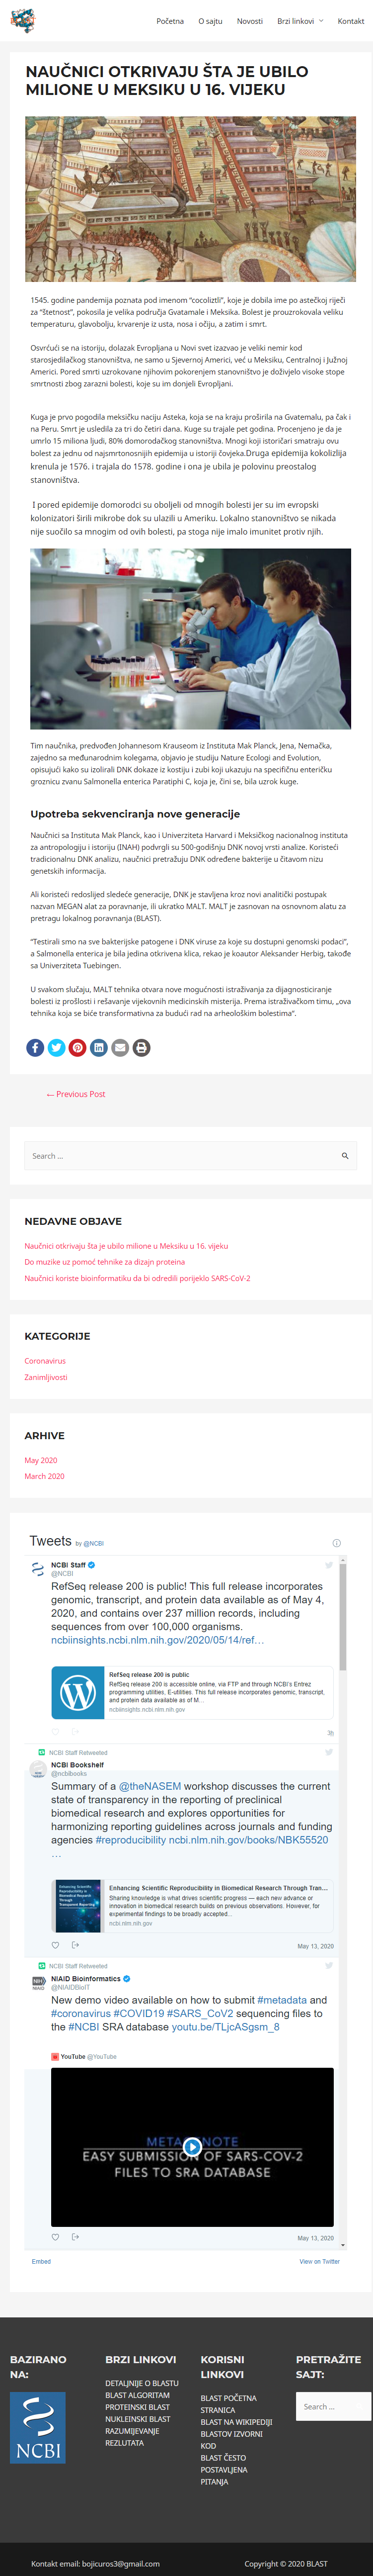 Početna O sajtu Novosti Brzi linkovi Kontakt
NAUČNICI OTKRIVAJU ŠTA JE UBILO
MILIONE U MEKSIKU U 16. VIJEKU
1545. godine pandemija poznata pod imenom “cocoliztli”, koje je dobila ime po astečkoj riječi
za “štetnost”, pokosila je velika područja Gvatamale i Meksika. Bolest je prouzrokovala veliku
temperaturu, glavobolju, krvarenje iz usta, nosa i očiju, a zatim i smrt.
Osvrćući se na istoriju, dolazak Evropljana u Novi svet izazvao je veliki nemir kod
starosjedilačkog stanovništva, ne samo u Sjevernoj Americi, već u Meksiku, Centralnoj i Južnoj
Americi. Pored smrti uzrokovane njihovim pokorenjem stanovništvo je doživjelo visoke stope
smrtnosti zbog zarazni bolesti, koje su im donjeli Evropljani.
Kuga je prvo pogodila meksičku naciju Asteka, koja se na kraju proširila na Gvatemalu, pa čak i
na Peru. Smrt je usledila za tri do četiri dana. Kuge su trajale pet godina. Procenjeno je da je
umrlo 15 miliona ljudi, 80% domorodačkog stanovništva. Mnogi koji istoričari smatraju ovu
bolest za jednu od najsmrtonosnijih epidemija u istoriji čovjeka.Druga epidemija kokolizlija
krenula je 1576. i trajala do 1578. godine i ona je ubila je polovinu preostalog
stanovništva.
I pored epidemije domorodci su oboljeli od mnogih bolesti jer su im evropski
kolonizatori širili mikrobe dok su ulazili u Ameriku. Lokalno stanovništvo se nikada
nije suočilo sa mnogim od ovih bolesti, pa stoga nije imalo imunitet protiv njih.
Tim naučnika, predvođen Johannesom Krauseom iz Instituta Mak Planck, Jena, Nemačka,
zajedno sa međunarodnim kolegama, objavio je studiju Nature Ecologi and Evolution,
opisujući kako su izolirali DNK dokaze iz kostiju i zubi koji ukazuju na specifičnu enteričku
groznicu zvanu Salmonella enterica Paratiphi C, koja je, čini se, bila uzrok kuge.
Upotreba sekvenciranja nove generacije
Naučnici sa Instituta Mak Planck, kao i Univerziteta Harvard i Meksičkog nacionalnog instituta
za antropologiju i istoriju (INAH) podvrgli su 500-godišnju DNK novoj vrsti analize. Koristeći
tradicionalnu DNK analizu, naučnici pretražuju DNK određene bakterije u čitavom nizu
genetskih informacija.
Ali koristeći redoslijed sledeće generacije, DNK je stavljena kroz novi analitički postupak
nazvan MEGAN alat za poravnanje, ili ukratko MALT. MALT je zasnovan na osnovnom alatu za
pretragu lokalnog poravnanja (BLAST).
“Testirali smo na sve bakterijske patogene i DNK viruse za koje su dostupni genomski podaci”,
a Salmonella enterica je bila jedina otkrivena klica, rekao je koautor Aleksander Herbig, takođe
sa Univerziteta Tuebingen.
U svakom slučaju, MALT tehnika otvara nove mogućnosti istraživanja za dijagnosticiranje
bolesti iz prošlosti i rešavanje vijekovnih medicinskih misterija. Prema istraživačkom timu, „ova
tehnika koja se biće transformativna za budući rad na arheološkim bolestima“.
← Previous Post
Search ...
NEDAVNE OBJAVE
Naučnici otkrivaju šta je ubilo milione u Meksiku u 16. vijeku
Do muzike uz pomoć tehnike za dizajn proteina
Naučnici koriste bioinformatiku da bi odredili porijeklo SARS-CoV-2
KATEGORIJE
Coronavirus
Zanimljivosti
ARHIVE
May 2020
March 2020
Tweets by @NCBI
NCBI Staff
@NCBI
RefSeq release 200 is public! This full release incorporates
genomic, transcript, and protein data available as of May 4,
2020, and contains over 237 million records, including
sequences from over 100,000 organisms.
ncbiinsights.ncbi.nlm.nih.gov/2020/05/14/ref…
RefSeq release 200 is public
RefSeq release 200 is accessible online, via FTP and through NCBI's Entrez
programming utilities, E-utilities. This full release incorporates genomic, transcript,
and protein data available as of M...
ncbiinsights.ncbi.nlm.nih.gov
3h
NCBI Staff Retweeted
NCBI Bookshelf
@ncbibooks
Summary of a @theNASEM workshop discusses the current
state of transparency in the reporting of preclinical
biomedical research and explores opportunities for
harmonizing reporting guidelines across journals and funding
agencies #reproducibility ncbi.nlm.nih.gov/books/NBK55520
…
Enhancing Scientific Reproducibility in Biomedical Research Through Tran...
Sharing knowledge is what drives scientific progress — each new advance or
innovation in biomedical research builds on previous observations. However, for
experimental findings to be broadly accepted...
ncbi.nlm.nih.gov
May 13, 2020
NCBI Staff Retweeted
NIAID Bioinformatics
@NIAIDBioIT
New demo video available on how to submit #metadata and
#coronavirus #COVID19 #SARS_CoV2 sequencing files to
the #NCBI SRA database youtu.be/TLjcASgsm_8
YouTube @YouTube
EASY SUBMISSION OF SARS-COV-2
FILES TO SRA DATABASE
May 13, 2020
Embed View on Twitter
BAZIRANO
NA:
NCBI
BRZI LINKOVI
DETALJNIJE O BLASTU
BLAST ALGORITAM
PROTEINSKI BLAST
NUKLEINSKI BLAST
RAZUMIJEVANJE
REZLUTATA
KORISNI
LINKOVI
BLAST POČETNA
STRANICA
BLAST NA WIKIPEDIJI
BLASTOV IZVORNI
KOD
BLAST ČESTO
POSTAVLJENA
PITANJA
PRETRAŽITE
SAJT:
Search ...
Kontakt email: bojicuros3@gmail.com Copyright © 2020 BLAST